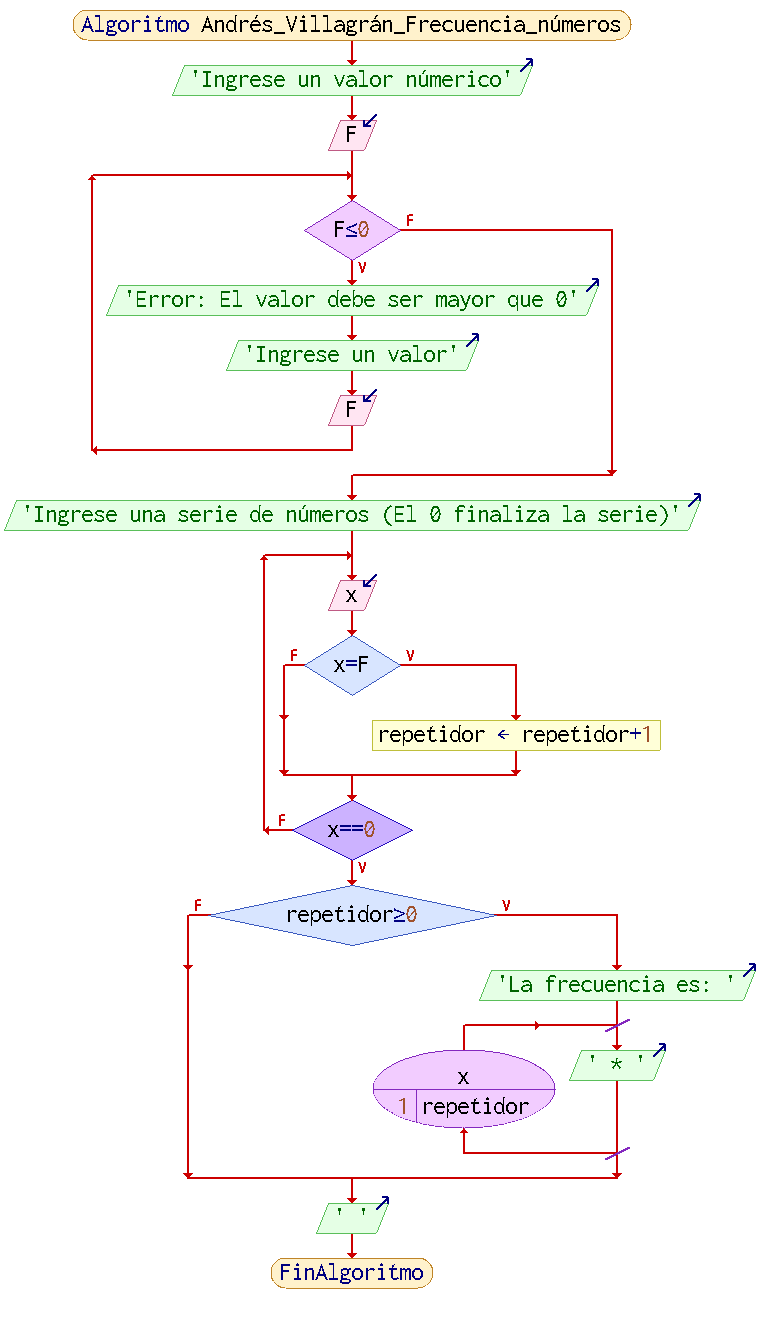 Algoritmo Andrés_Villagrán_Frecuencia_números
'Ingrese un valor númerico'
F
F≤0
F
V
'Error: El valor debe ser mayor que 0'
'Ingrese un valor'
F
'Ingrese una serie de números (El 0 finaliza la serie)'
x
F
x=F
V
repetidor ← repetidor+1
F
x==0
V
F
repetidor≥0
V
'La frecuencia es: '
x
' * '
1 repetidor
' '
FinAlgoritmo